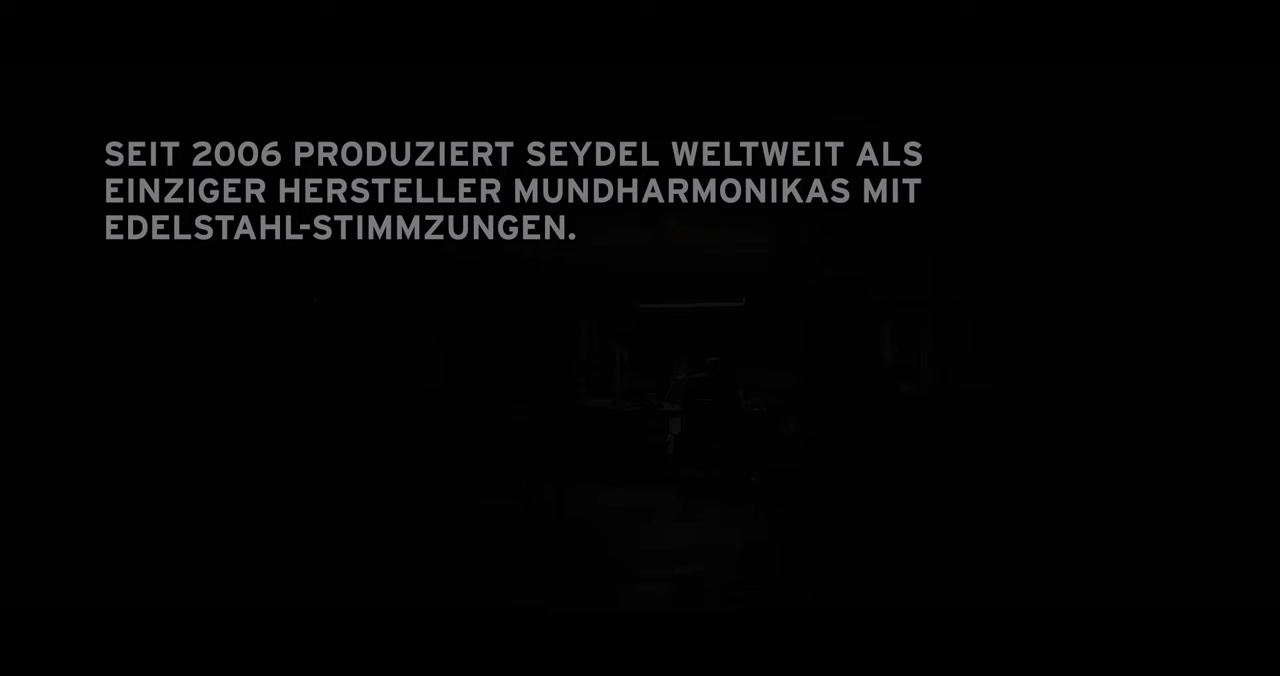 SEIT 2006 PRODUZIERT SEYDEL WELTWEIT ALS
EINZIGER HERSTELLER MUNDHARMONIKAS MIT
EDELSTAHL-STIMMZUNGEN.